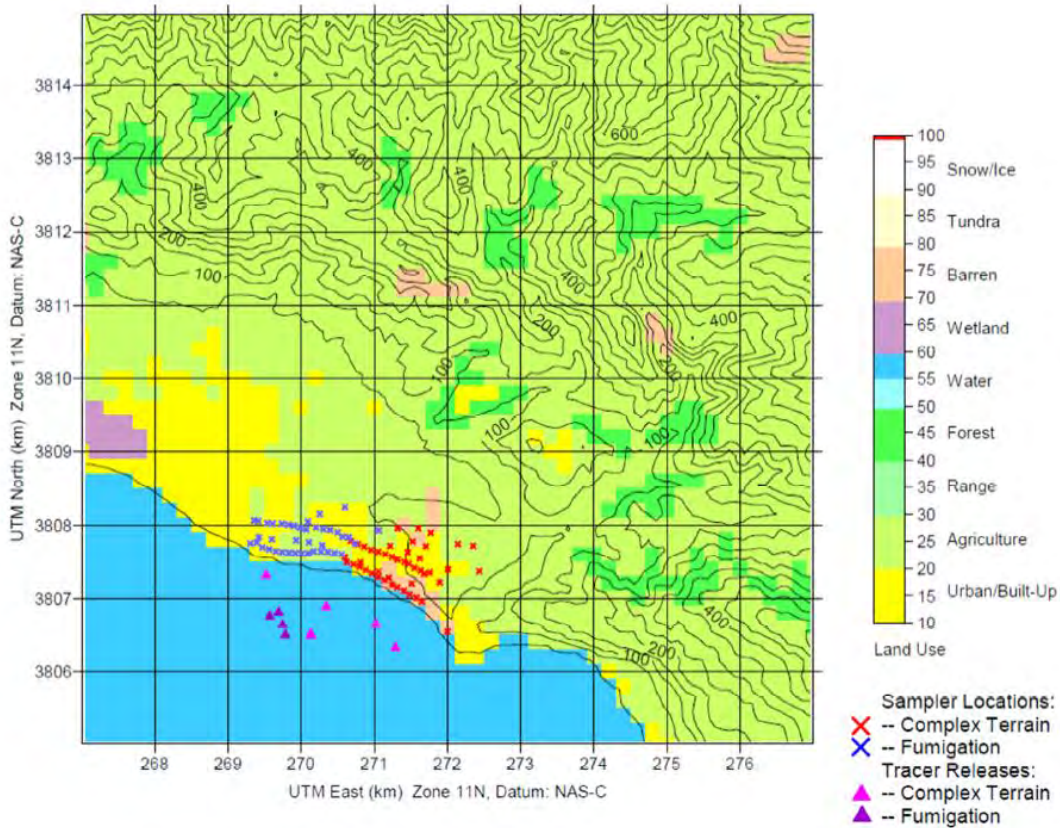 3814
3813
3812
3811
3810
3809
3808
3807
3806
UTM North (km) Zone 11N, Datum: NAS-C
268 269 270 271 272 273 274 275 276
UTM East (km) Zone 11N, Datum: NAS-C
600
400
400
400
200
100
400
400
200
200
100
100
100
400
200
100
100
95
90
85
80
75
70
65
60
55
50
45
40
35
30
25
20
15
10
Snow/Ice
Tundra
Barren
Wetland
Water
Forest
Range
Agriculture
Urban/Built-Up
Land Use
Sampler Locations:
-- Complex Terrain
-- Fumigation
Tracer Releases:
-- Complex Terrain
-- Fumigation